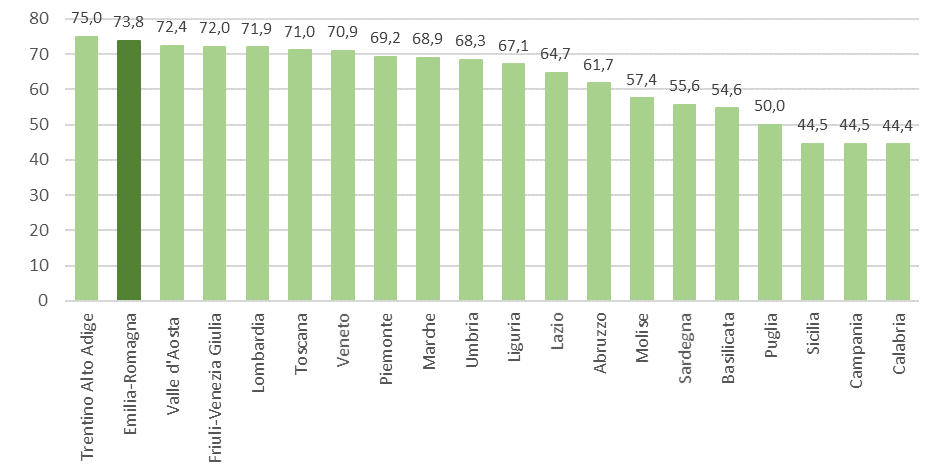 80
70
60
50
40
30
20
10
0
75,0
73,8
72,4
72,0
71,9
71,0
70,9
69,2
68,9
68,3
67,1
64,7
61,7
57,4
55,6
54,6
50,0
44,5
44,5
44,4
Trentino Alto Adige
Emilia-Romagna
Valle d'Aosta
Friuli-Venezia Giulia
Lombardia
Toscana
Veneto
Piemonte
Marche
Umbria
Liguria
Lazio
Abruzzo
Molise
Sardegna
Basilicata
Puglia
Sicilia
Campania
Calabria